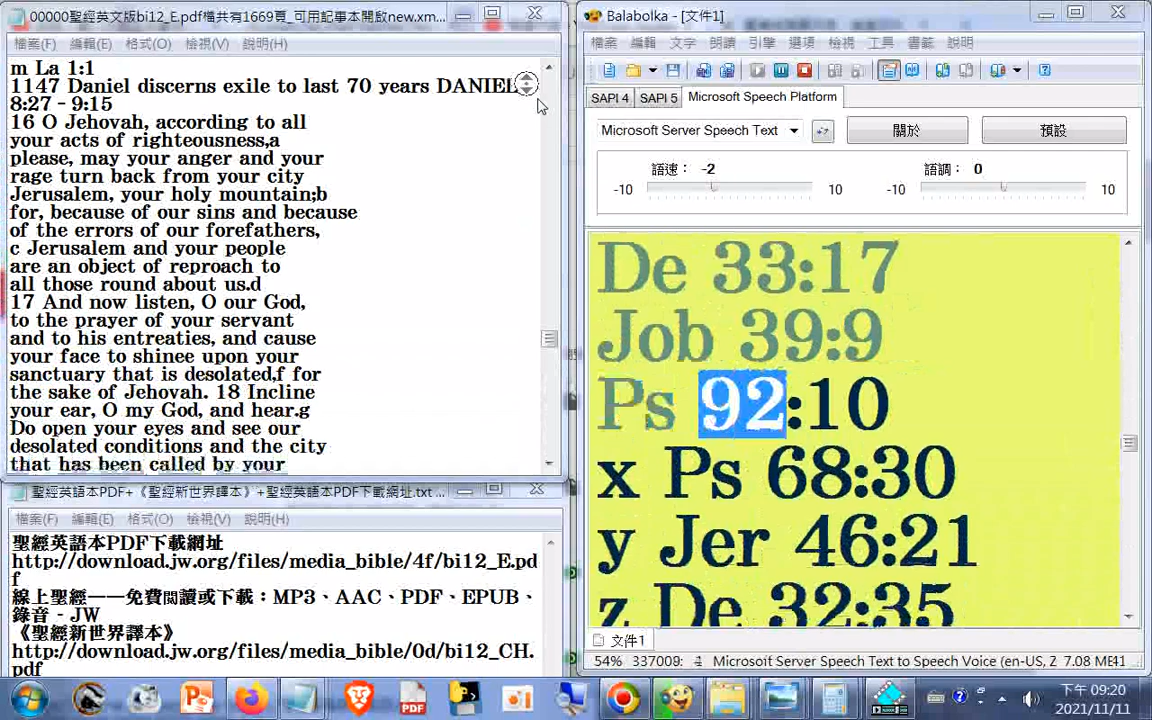 00000聖經英文版bi12_E.pdf檔共有1669頁_可用記事本開啟new.xm...
檔案(F) 編輯(E) 格式(O) 檢視(V) 說明(H)
m La 1:1
1147 Daniel discerns exile to last 70 years DANIEL
8:27 - 9:15
16 O Jehovah, according to all
your acts of righteousness,a
please, may your anger and your
rage turn back from your city
Jerusalem, your holy mountain;b
for, because of our sins and because
of the errors of our forefathers,
c Jerusalem and your people
are an object of reproach to
all those round about us.d
17 And now listen, O our God,
to the prayer of your servant
and to his entreaties, and cause
your face to shinee upon your
sanctuary that is desolated,f for
the sake of Jehovah. 18 Incline
your ear, O my God, and hear.g
Do open your eyes and see our
desolated conditions and the city
that has been called by your
聖經英語本PDF+《聖經新世界譯本》+聖經英語本PDF下載網址.txt ...
檔案(F) 編輯(E) 格式(O) 檢視(V) 說明(H)
聖經英語本PDF下載網址
http://download.jw.org/files/media_bible/4f/bi12_E.pd
f
線上聖經——免費閱讀或下載：MP3、AAC、PDF、EPUB、
錄音 - JW
《聖經新世界譯本》
http://download.jw.org/files/media_bible/0d/bi12_CH.
pdf
Balabolka - [文件1]
檔案 編輯 文字 朗讀 引擎 選項 檢視 工具 書籤 說明
SAPI 4 SAPI 5 Microsoft Speech Platform
Microsoft Server Speech Text 關於 預設
語速： -2 語調： 0
-10 10 -10 10
De 33:17
Job 39:9
Ps 92:10
x Ps 68:30
y Jer 46:21
z De 32:35
文件1
54% 337009: Microsoft Server Speech Text to Speech Voice (en-US, Z 7.08 ME41
下午 09:20
2021/11/11